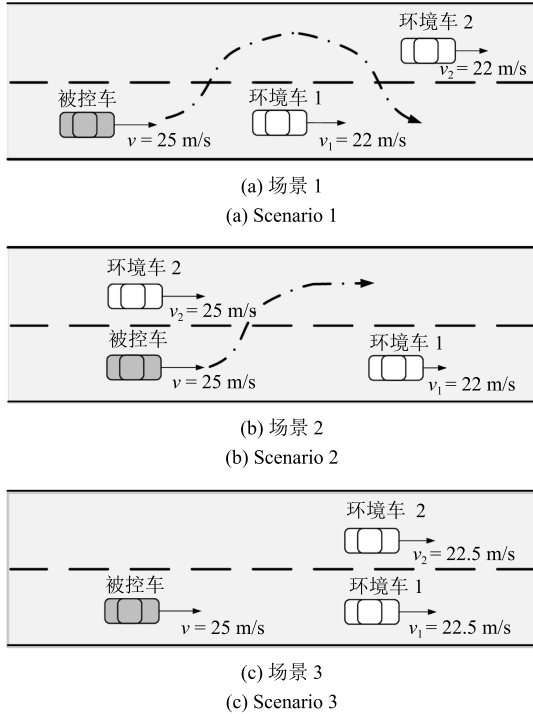 环境车 2
v₂= 22 m/s
被控车
环境车 1
v = 25 m/s
v₁= 22 m/s
(a) 场景 1
(a) Scenario 1
环境车 2
v₂= 25 m/s
被控车
环境车 1
v= 25 m/s
v₁= 22 m/s
(b) 场景 2
(b) Scenario 2
环境车 2
v₂= 22.5 m/s
被控车
环境车 1
v= 25 m/s
v₁= 22.5 m/s
(c) 场景 3
(c) Scenario 3